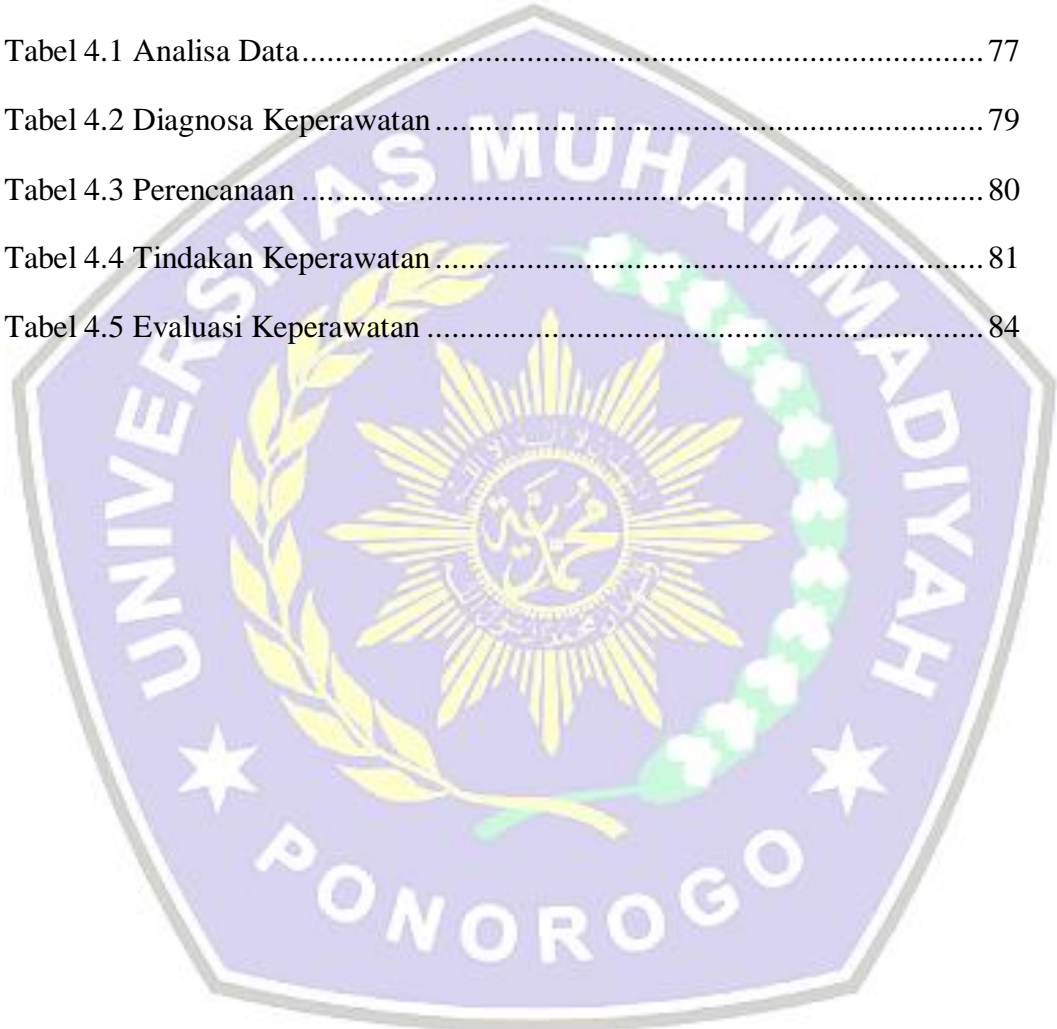 Tabel 4.1 Analisa Data........................................................................................ 77
Tabel 4.2 Diagnosa Keperawatan....................................................................... 79
Tabel 4.3 Perencanaan ........................................................................................ 80
Tabel 4.4 Tindakan Keperawatan....................................................................... 81
Tabel 4.5 Evaluasi Keperawatan ........................................................................ 84
UNIVERSITAS MUHAMMADIYAH
PONOROGO